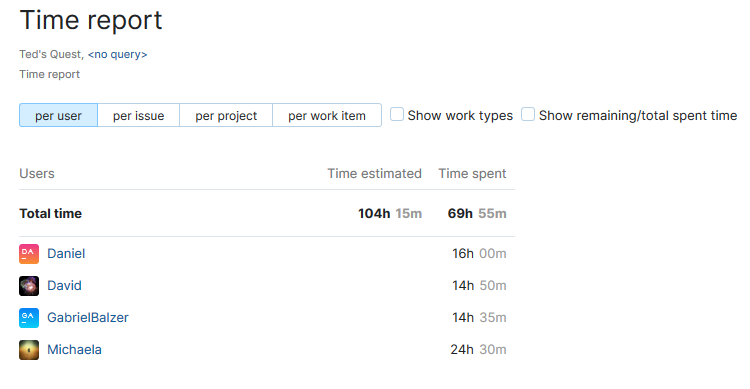 Time report
Ted's Quest, <no query>
Time report
per user per issue per project per work item Show work types Show remaining/total spent time
Users Time estimated Time spent
Total time 104h 15m 69h 55m
DA Daniel 16h 00m
David 14h 50m
GA GabrielBalzer 14h 35m
Michaela 24h 30m